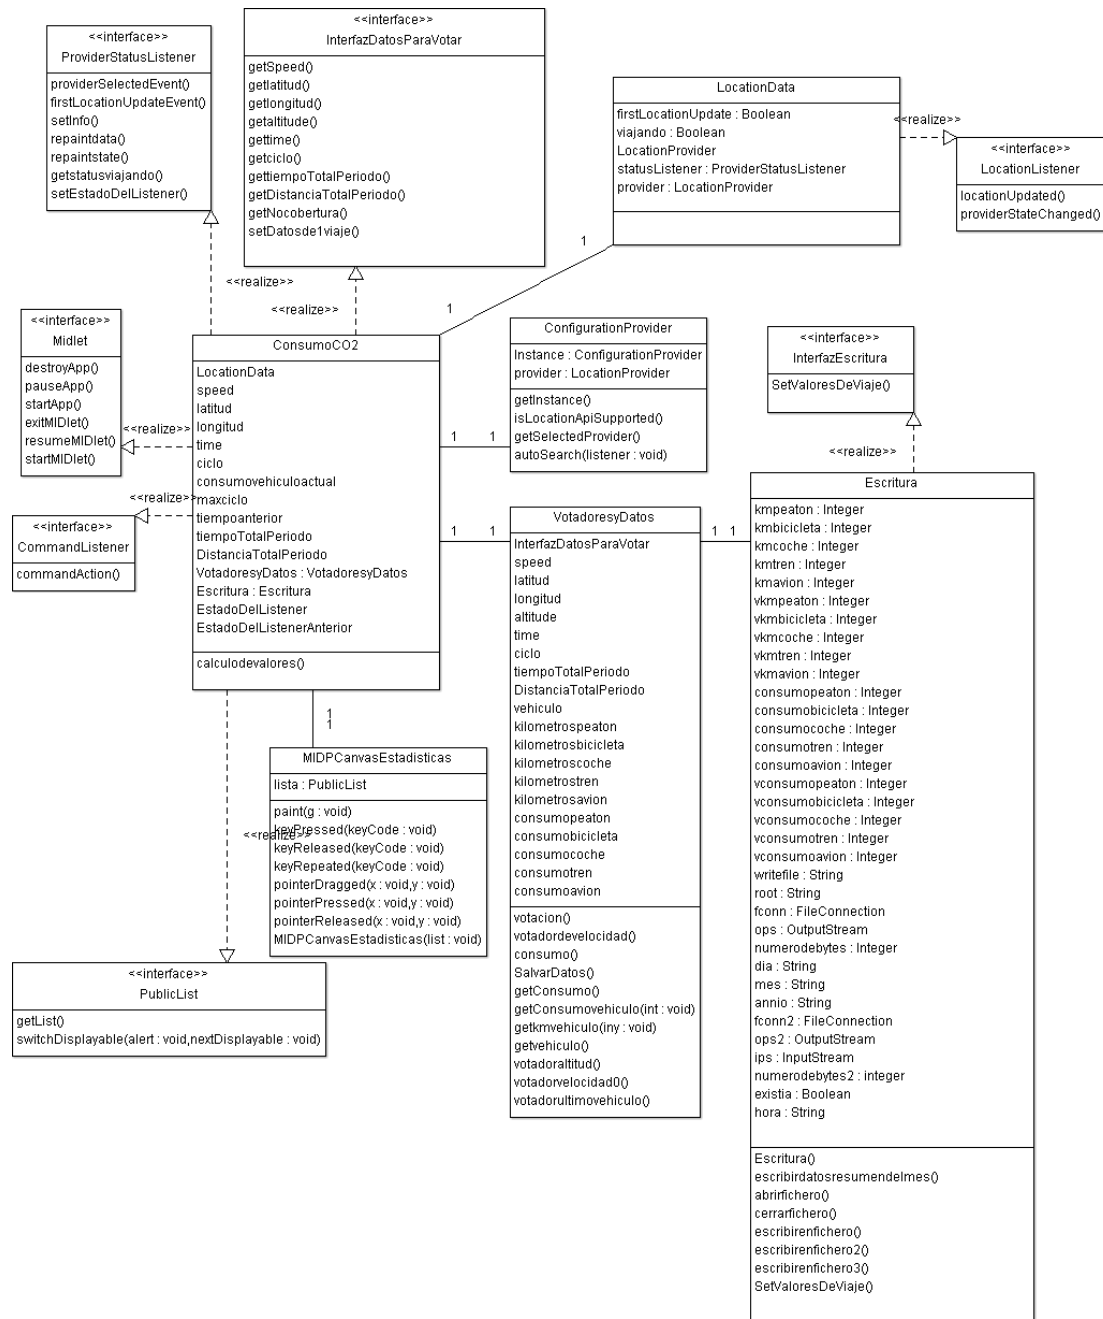 <<interface>>
ProviderStatusListener
providerSelectedEvent()
firstLocationUpdateEvent()
setInfo()
repaintdata()
repaintstate()
getstatusviajando()
setEstadoDelListener()
<<interface>>
InterfazDatosParaVotar
getSpeed()
getlatitud()
getlongitud()
getaltitude()
gettime()
getciclo()
gettiempoTotalPeriodo()
getDistanciaTotalPeriodo()
getNocobertura()
setDatosde1viaje()
LocationData
firstLocationUpdate : Boolean
viajando : Boolean
LocationProvider
statusListener : ProviderStatusListener
provider : LocationProvider
<<realize>>
<<interface>>
LocationListener
locationUpdated()
providerStateChanged()
1
1
<<realize>>
<<realize>>
<<interface>>
Midlet
destroyApp()
pauseApp()
startApp()
exitMIDlet()
resumeMIDlet()
startMIDlet()
<<realize>>
<<realize>>
<<interface>>
CommandListener
commandAction()
ConsumoCO2
LocationData
speed
latitud
longitud
time
ciclo
consumovehiculoactual
maxciclo
tiempoanterior
tiempoTotalPeriodo
DistanciaTotalPeriodo
VotadoresyDatos : VotadoresyDatos
Escritura : Escritura
EstadoDelListener
EstadoDelListenerAnterior
calculodevalores()
ConfigurationProvider
Instance : ConfigurationProvider
provider : LocationProvider
getInstance()
isLocationApiSupported()
getSelectedProvider()
autoSearch(listener : void)
1 1
<<interface>>
InterfazEscritura
SetValoresDeViaje()
<<realize>>
1 1
VotadoresyDatos
InterfazDatosParaVotar
speed
latitud
longitud
altitude
time
ciclo
tiempoTotalPeriodo
DistanciaTotalPeriodo
vehiculo
kilometrospeaton
kilometrosbicicleta
kilometroscoche
kilometrostren
kilometrosavion
consumopeaton
consumobicicleta
consumocoche
consumotren
consumoavion
votacion()
votadordevelocidad()
consumo()
SalvarDatos()
getConsumo()
getConsumovehiculo(int : void)
getkmvehiculo(iny : void)
getvehiculo()
votadoraltitud()
votadorvelocidad0()
votadorultimovehiculo()
1 1
Escritura
kmpeaton : Integer
kmbicicleta : Integer
kmcoche : Integer
kmtren : Integer
kmavion : Integer
vkmpeaton : Integer
vkmbicicleta : Integer
vkmcoche : Integer
vkmtren : Integer
vkmavion : Integer
consumopeaton : Integer
consumobicicleta : Integer
consumocoche : Integer
consumotren : Integer
consumoavion : Integer
vconsumopeaton : Integer
vconsumobicicleta : Integer
vconsumocoche : Integer
vconsumotren : Integer
vconsumoavion : Integer
writefile : String
root : String
fconn : FileConnection
ops : OutputStream
numerodebytes : Integer
dia : String
mes : String
annio : String
fconn2 : FileConnection
ops2 : OutputStream
ips : InputStream
numerodebytes2 : integer
existia : Boolean
hora : String
Escritura()
escribirdatosresumendelmes()
abrirfichero()
cerrarfichero()
escribirenfichero()
escribirenfichero2()
escribirenfichero3()
SetValoresDeViaje()
1
1
MIDPCanvasEstadisticas
lista : PublicList
paint(g : void)
keyPressed(keyCode : void)
keyReleased(keyCode : void)
keyRepeated(keyCode : void)
pointerDragged(x : void,y : void)
pointerPressed(x : void,y : void)
pointerReleased(x : void,y : void)
MIDPCanvasEstadisticas(list : void)
<<realize>>
<<interface>>
PublicList
getList()
switchDisplayable(alert : void,nextDisplayable : void)